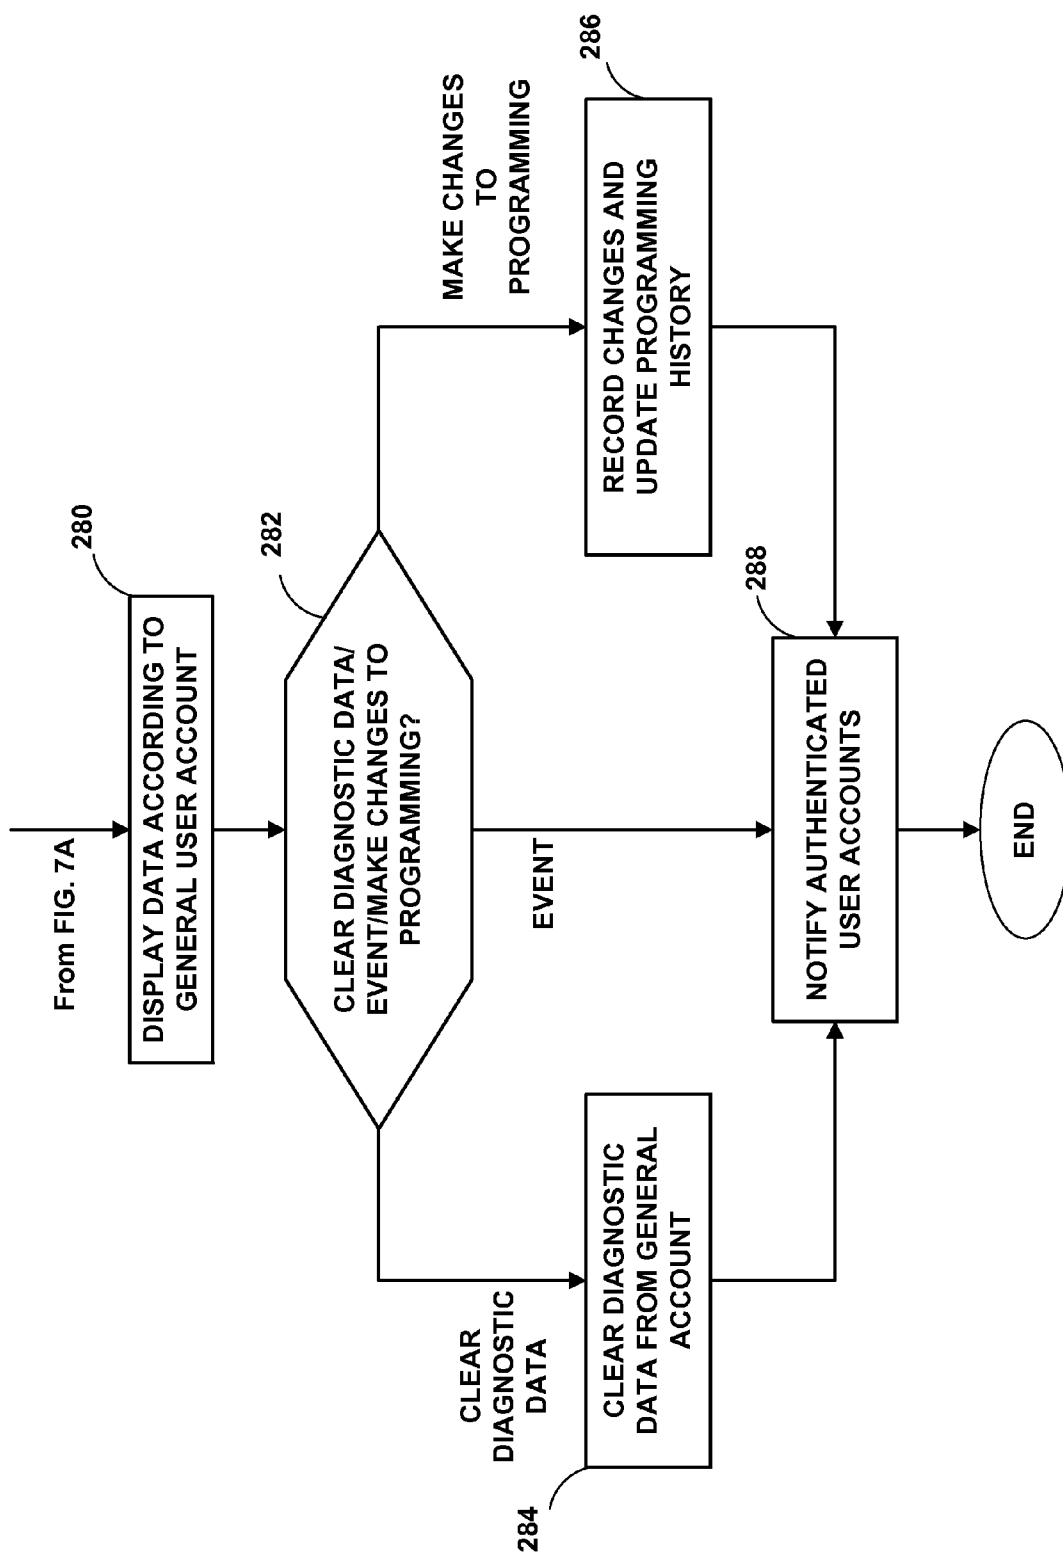 From FIG. 7A
280
DISPLAY DATA ACCORDING TO
GENERAL USER ACCOUNT
282
CLEAR DIAGNOSTIC DATA/
EVENT/MAKE CHANGES TO
PROGRAMMING?
CLEAR
DIAGNOSTIC
DATA
EVENT
MAKE CHANGES
TO
PROGRAMMING
284
CLEAR DIAGNOSTIC
DATA FROM GENERAL
ACCOUNT
286
RECORD CHANGES AND
UPDATE PROGRAMMING
HISTORY
288
NOTIFY AUTHENTICATED
USER ACCOUNTS
END